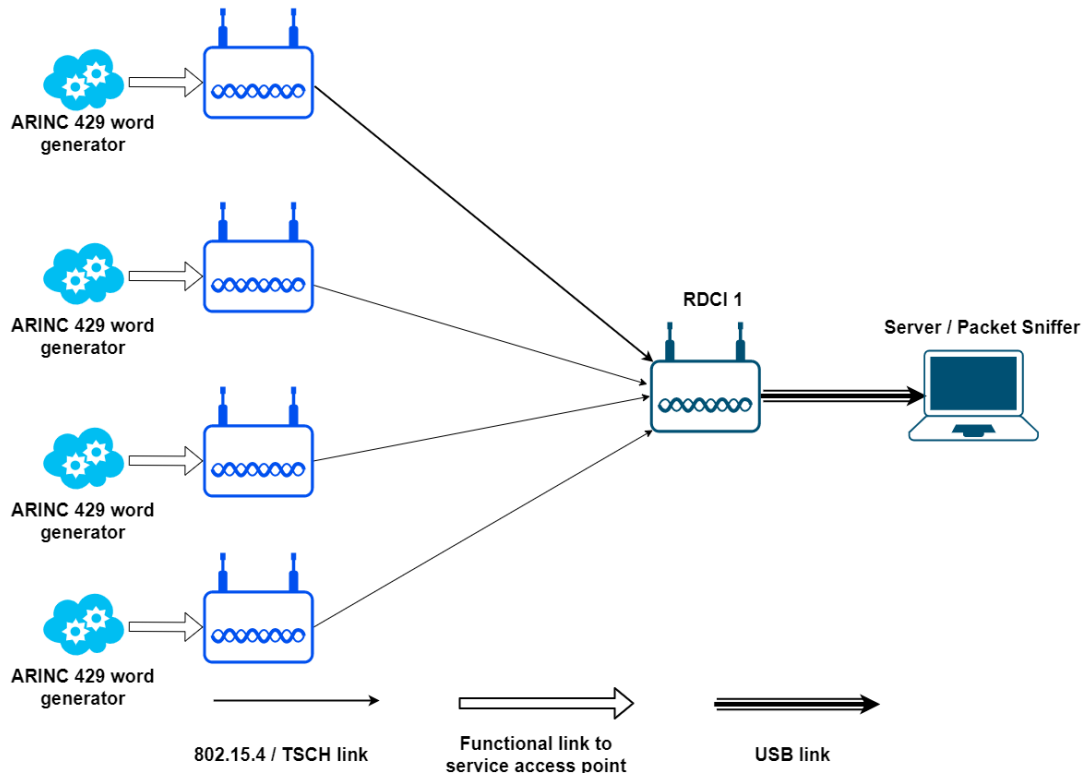 ARINC 429 word
generator
ARINC 429 word
generator
RDCI 1
Server / Packet Sniffer
ARINC 429 word
generator
ARINC 429 word
generator
802.15.4 / TSCH link
Functional link to
service access point
USB link